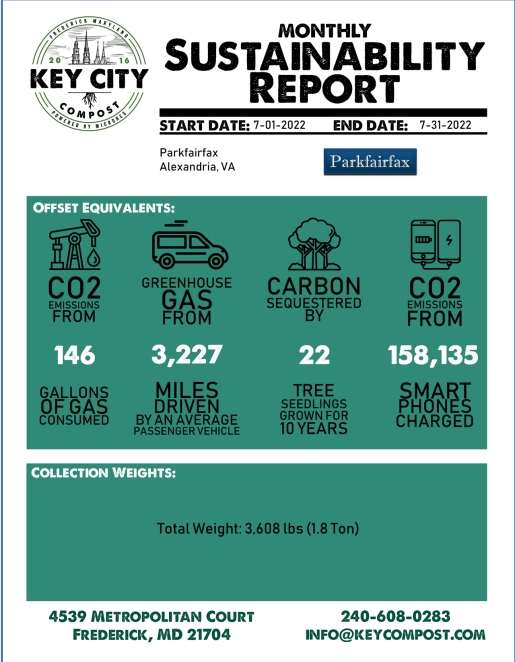 FREDERICK MARYLAND
20 16
KEY CITY
COMPOST
POWERED BY MICROBES
MONTHLY
SUSTAINABILITY
REPORT
START DATE: 7-01-2022 END DATE: 7-31-2022
Parkfairfax
Alexandria, VA
Parkfairfax
OFFSET EQUIVALENTS:
CO2
EMISSIONS
FROM
146
GALLONS
OF GAS
CONSUMED
GREENHOUSE
GAS
FROM
3,227
MILES
DRIVEN
BY AN AVERAGE
PASSENGER VEHICLE
CARBON
SEQUESTERED
BY
22
TREE
SEEDLINGS
GROWN FOR
10 YEARS
CO2
EMISSIONS
FROM
158,135
SMART
PHONES
CHARGED
COLLECTION WEIGHTS:
Total Weight: 3,608 lbs (1.8 Ton)
4539 METROPOLITAN COURT
FREDERICK, MD 21704
240-608-0283
INFO@KEYCOMPOST.COM